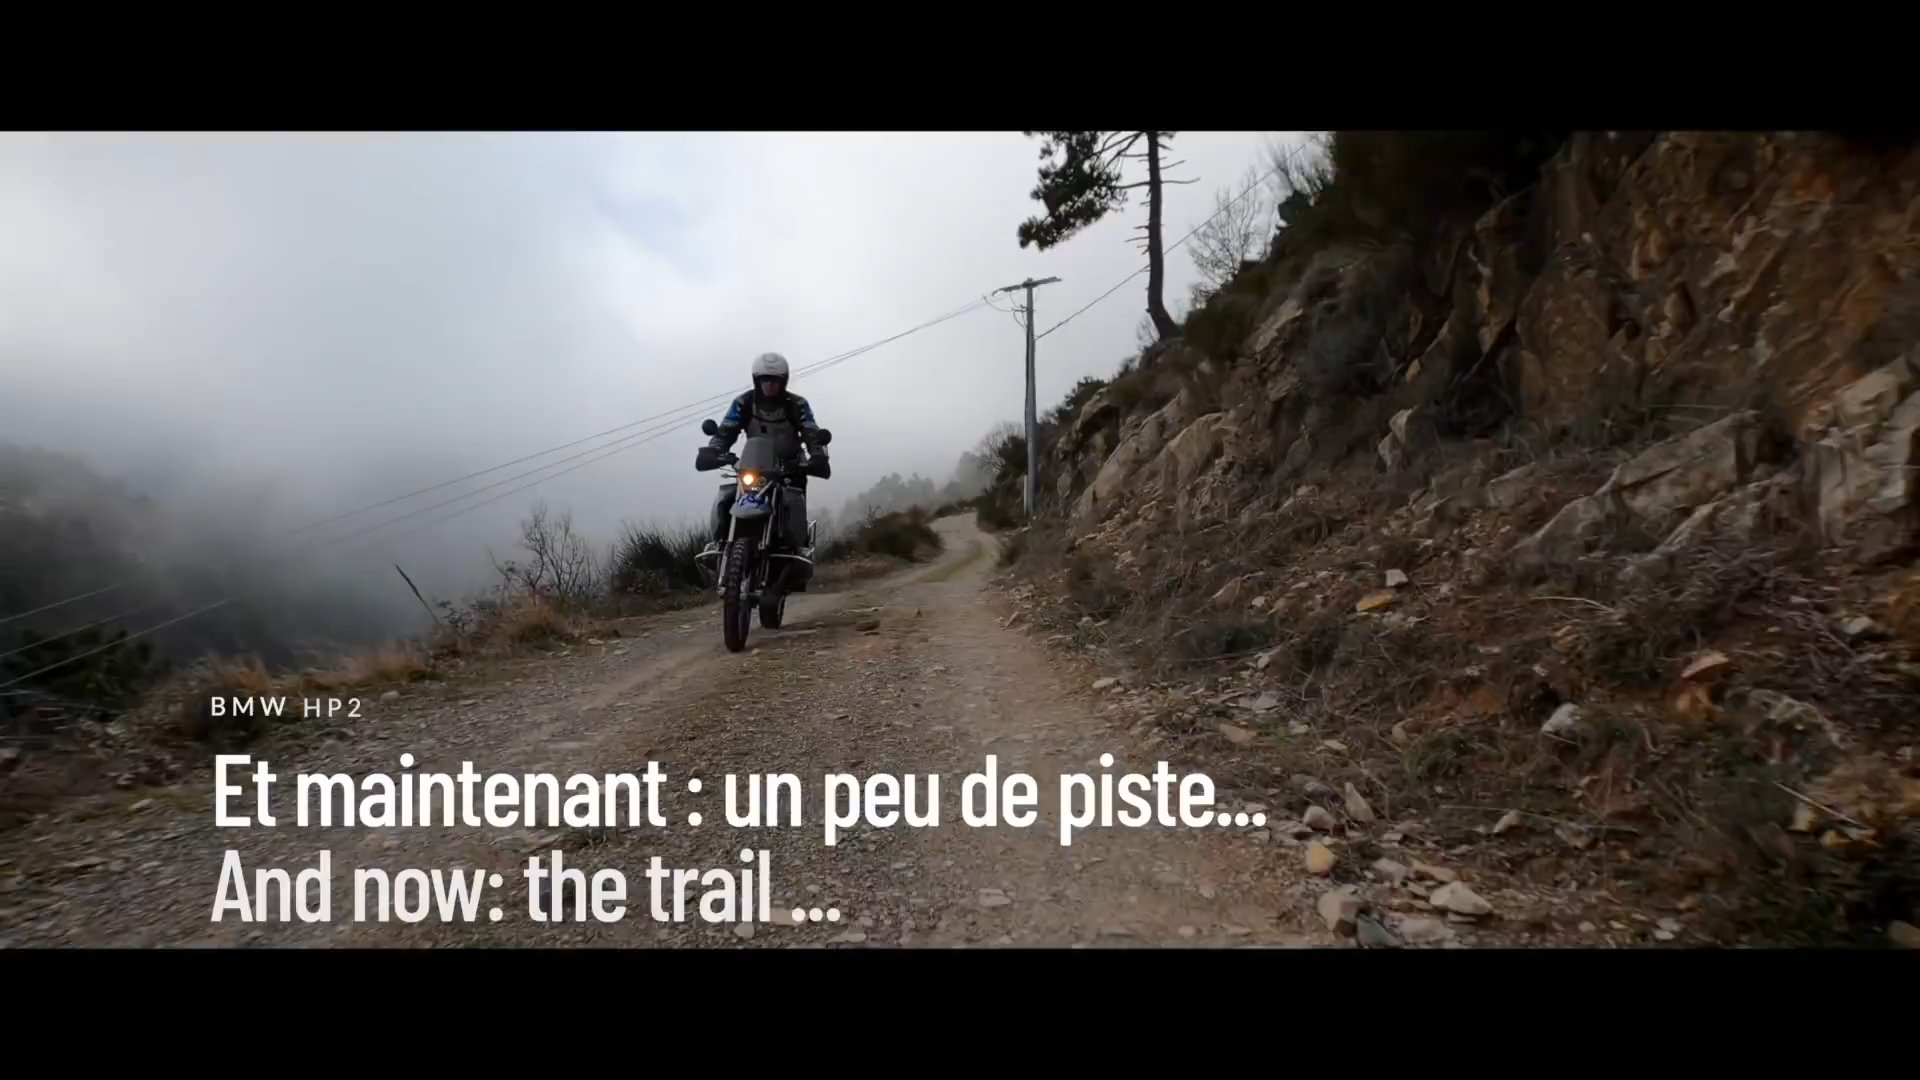 BMW HP2
Et maintenant : un peu de piste...
And now: the trail ...